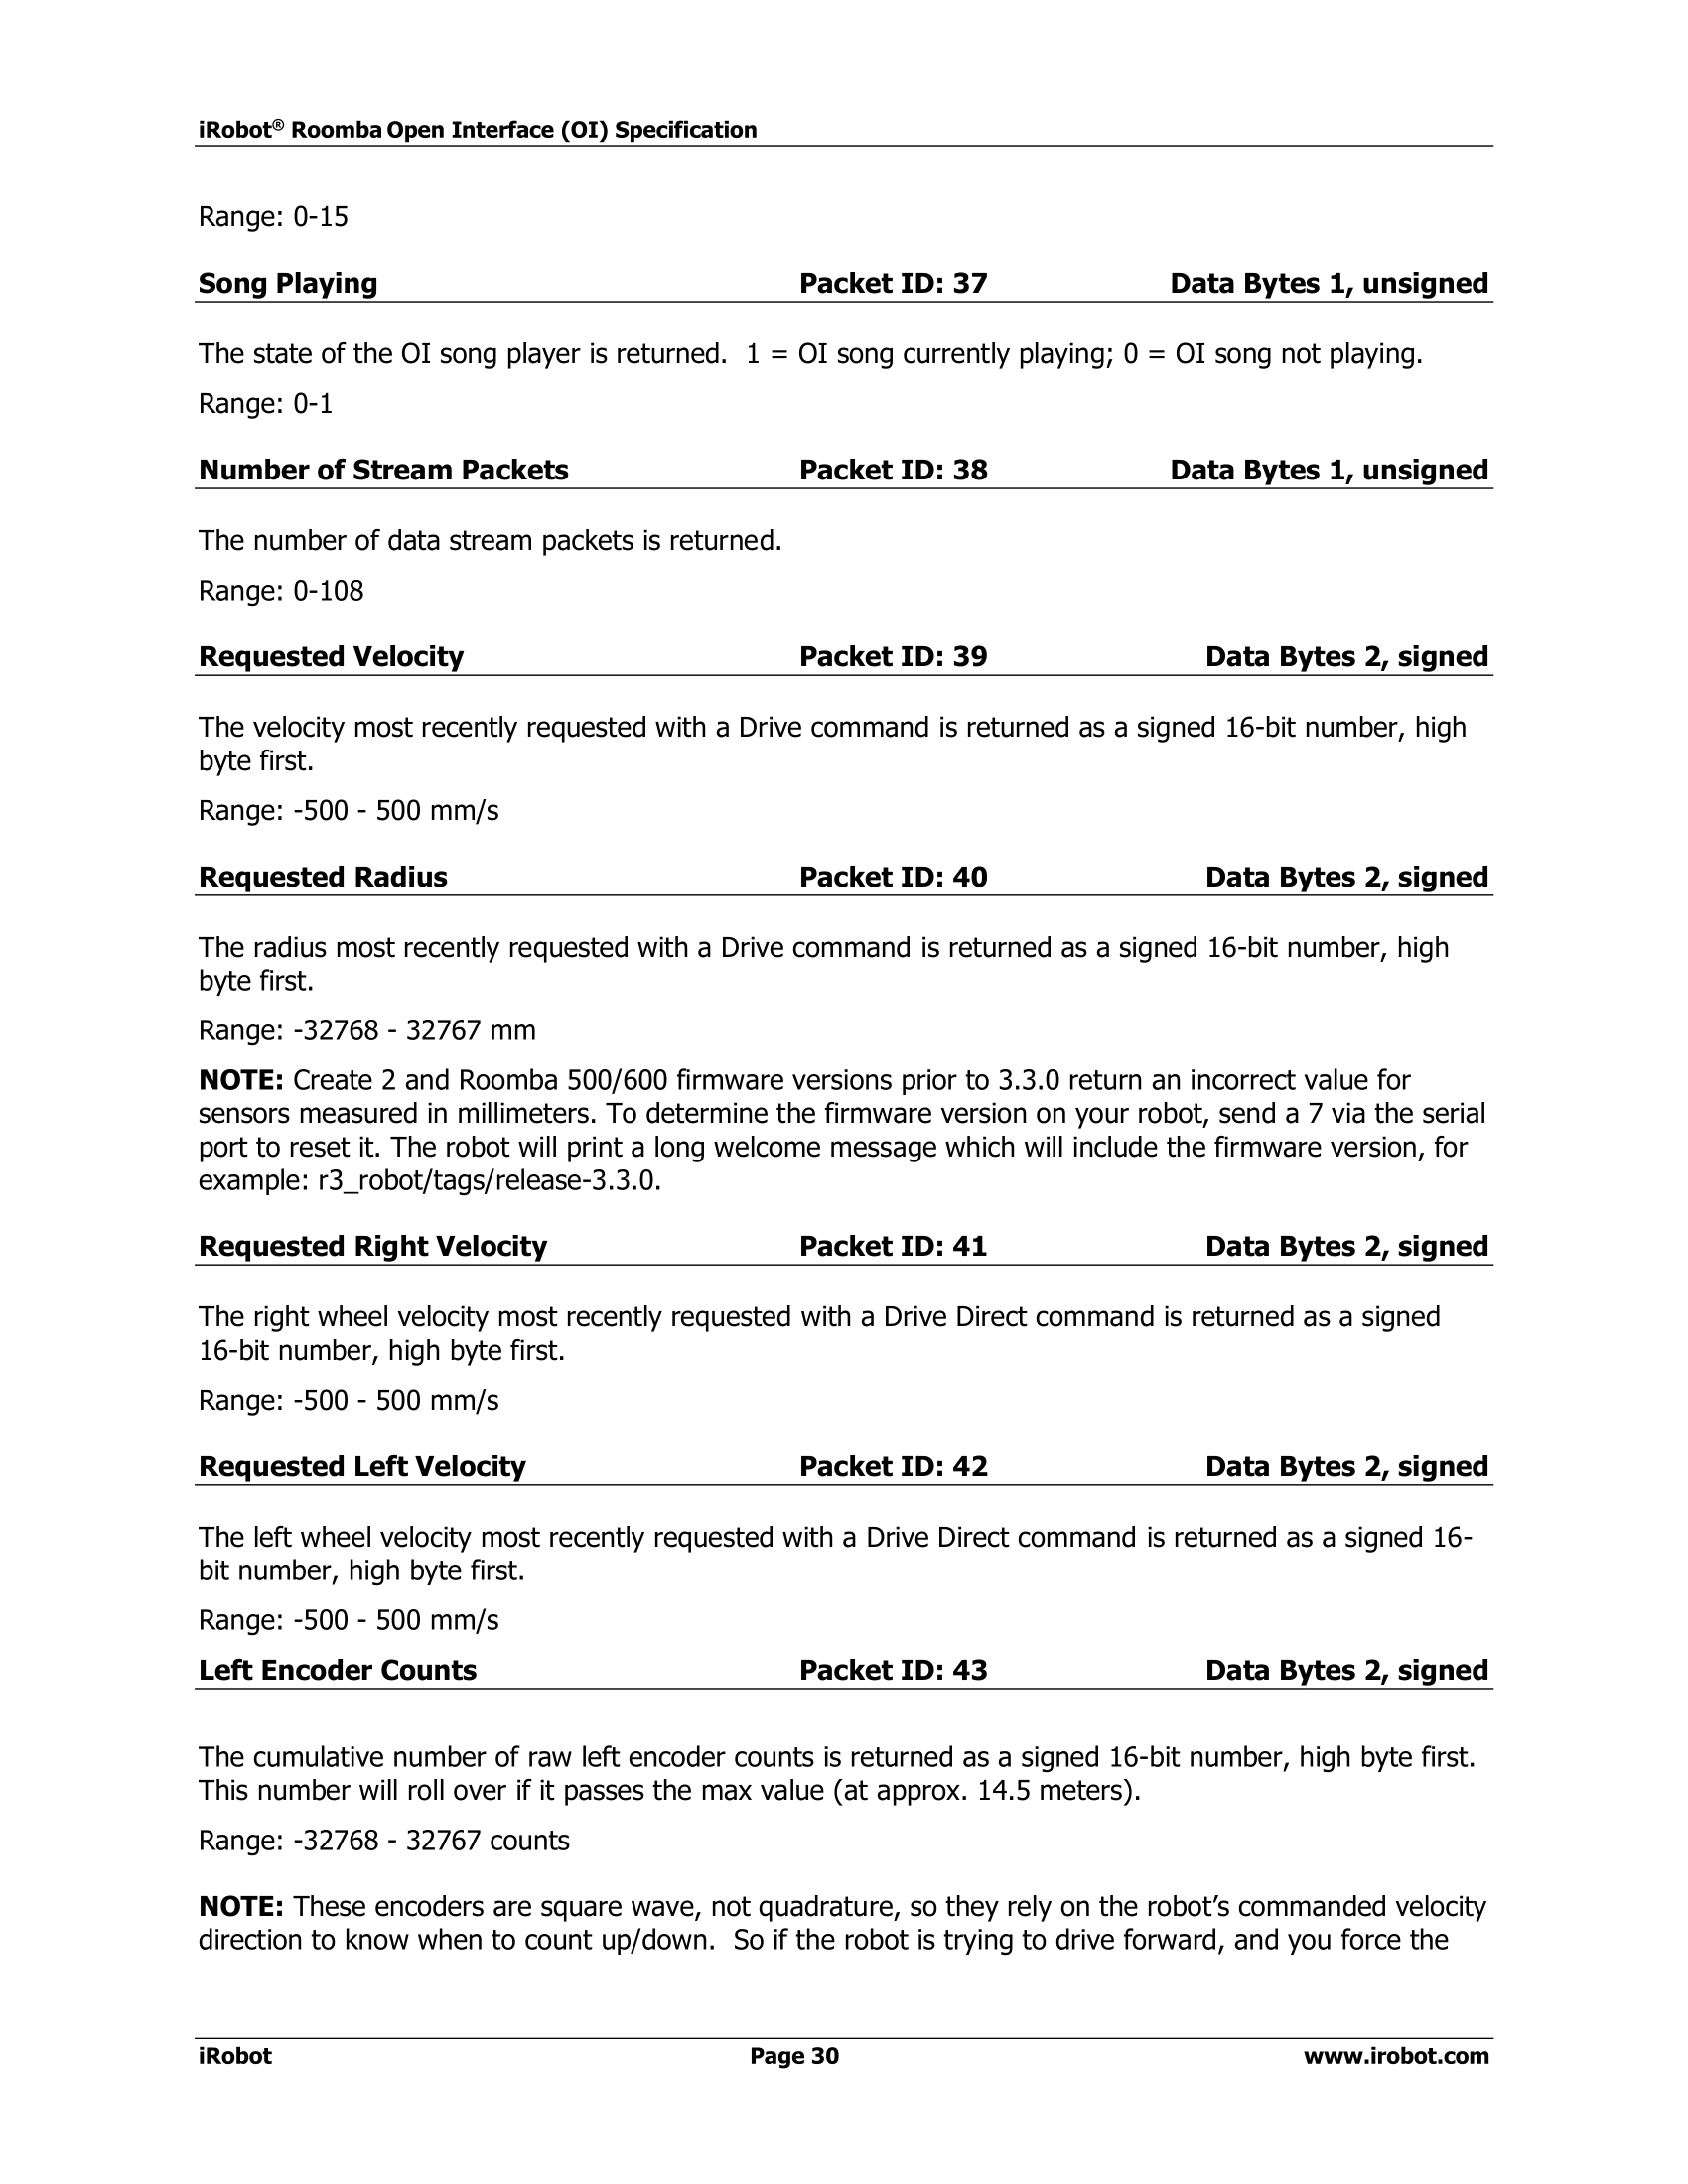 iRobot® Roomba Open Interface (OI) Specification
Range: 0-15
Song Playing Packet ID: 37 Data Bytes 1, unsigned
The state of the OI song player is returned.  1 = OI song currently playing; 0 = OI song not playing.
Range: 0-1
Number of Stream Packets Packet ID: 38 Data Bytes 1, unsigned
The number of data stream packets is returned.
Range: 0-108
Requested Velocity Packet ID: 39 Data Bytes 2, signed
The velocity most recently requested with a Drive command is returned as a signed 16-bit number, high
byte first.
Range: -500 - 500 mm/s
Requested Radius Packet ID: 40 Data Bytes 2, signed
The radius most recently requested with a Drive command is returned as a signed 16-bit number, high
byte first.
Range: -32768 - 32767 mm
NOTE: Create 2 and Roomba 500/600 firmware versions prior to 3.3.0 return an incorrect value for
sensors measured in millimeters. To determine the firmware version on your robot, send a 7 via the serial
port to reset it. The robot will print a long welcome message which will include the firmware version, for
example: r3_robot/tags/release-3.3.0.
Requested Right Velocity Packet ID: 41 Data Bytes 2, signed
The right wheel velocity most recently requested with a Drive Direct command is returned as a signed
16-bit number, high byte first.
Range: -500 - 500 mm/s
Requested Left Velocity Packet ID: 42 Data Bytes 2, signed
The left wheel velocity most recently requested with a Drive Direct command is returned as a signed 16-
bit number, high byte first.
Range: -500 - 500 mm/s
Left Encoder Counts Packet ID: 43 Data Bytes 2, signed
The cumulative number of raw left encoder counts is returned as a signed 16-bit number, high byte first.
This number will roll over if it passes the max value (at approx. 14.5 meters).
Range: -32768 - 32767 counts
NOTE: These encoders are square wave, not quadrature, so they rely on the robot’s commanded velocity
direction to know when to count up/down.  So if the robot is trying to drive forward, and you force the
iRobot Page 30 www.irobot.com